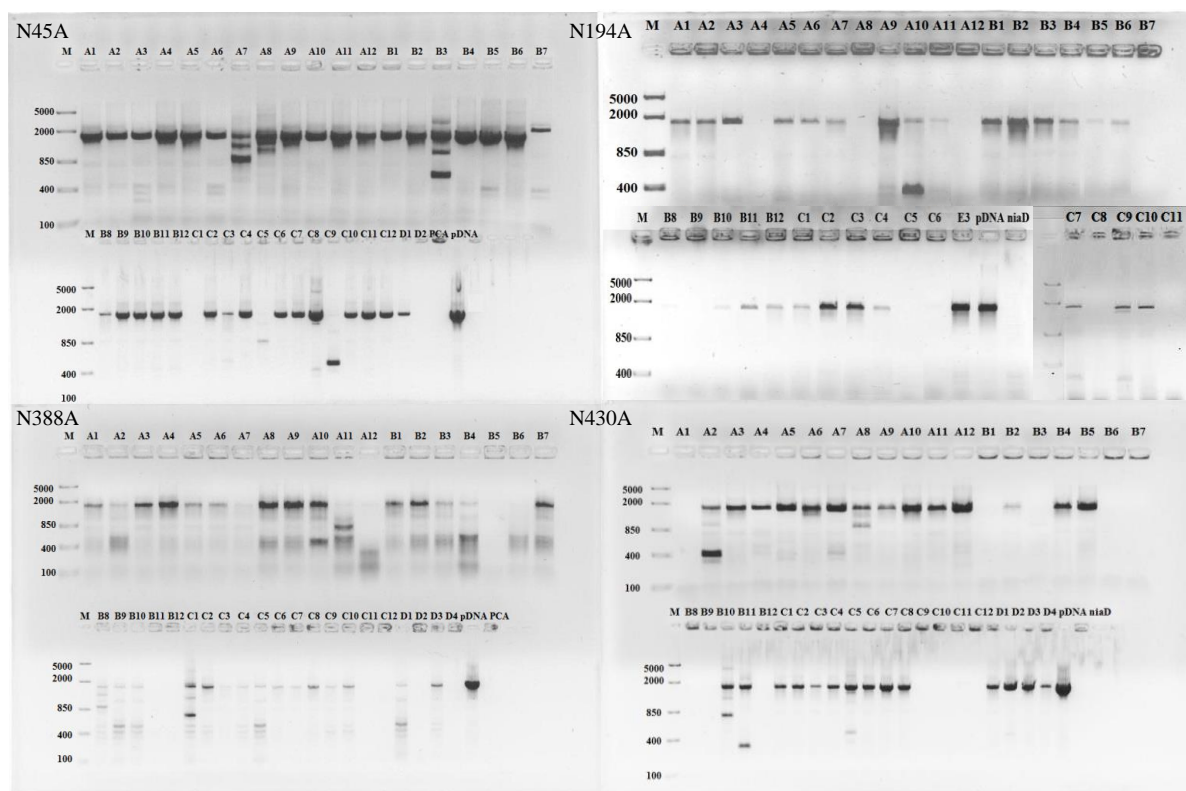 N45A
M A1 A2 A3 A4 A5 A6 A7 A8 A9 A10 A11 A12 B1 B2 B3 B4 B5 B6 B7
5000
2000
850
400
100
M B8 B9 B10 B11 B12 C1 C2 C3 C4 C5 C6 C7 C8 C9 C10 C11 C12 D1 D2 PCA pDNA
5000
2000
850
400
100
N194A
M A1 A2 A3 A4 A5 A6 A7 A8 A9 A10 A11 A12 B1 B2 B3 B4 B5 B6 B7
5000
2000
850
400
M B8 B9 B10 B11 B12 C1 C2 C3 C4 C5 C6 E3 pDNA niaD
5000
2000
850
400
C7 C8 C9 C10 C11
N388A
M A1 A2 A3 A4 A5 A6 A7 A8 A9 A10 A11 A12 B1 B2 B3 B4 B5 B6 B7
5000
2000
850
400
100
M B8 B9 B10 B11 B12 C1 C2 C3 C4 C5 C6 C7 C8 C9 C10 C11 C12 D1 D2 D3 D4 pDNA PCA
5000
2000
850
400
100
N430A
M A1 A2 A3 A4 A5 A6 A7 A8 A9 A10 A11 A12 B1 B2 B3 B4 B5 B6 B7
5000
2000
850
400
100
M B8 B9 B10 B11 B12 C1 C2 C3 C4 C5 C6 C7 C8 C9 C10 C11 C12 D1 D2 D3 D4 pDNA niaD
5000
2000
850
400
100